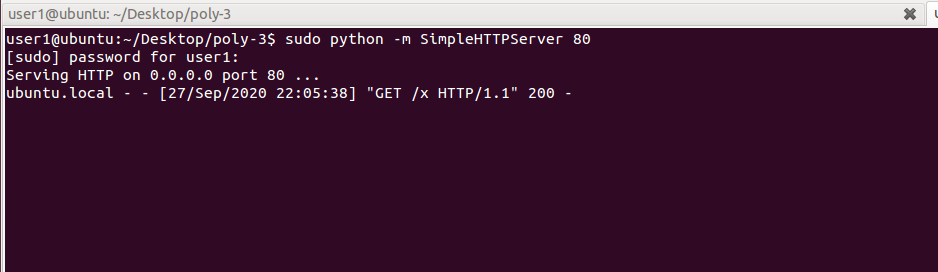 user1@ubuntu: ~/Desktop/poly-3
user1@ubuntu:~/Desktop/poly-3$ sudo python -m SimpleHTTPServer 80
[sudo] password for user1:
Serving HTTP on 0.0.0.0 port 80 ...
ubuntu.local - - [27/Sep/2020 22:05:38] "GET /x HTTP/1.1" 200 -